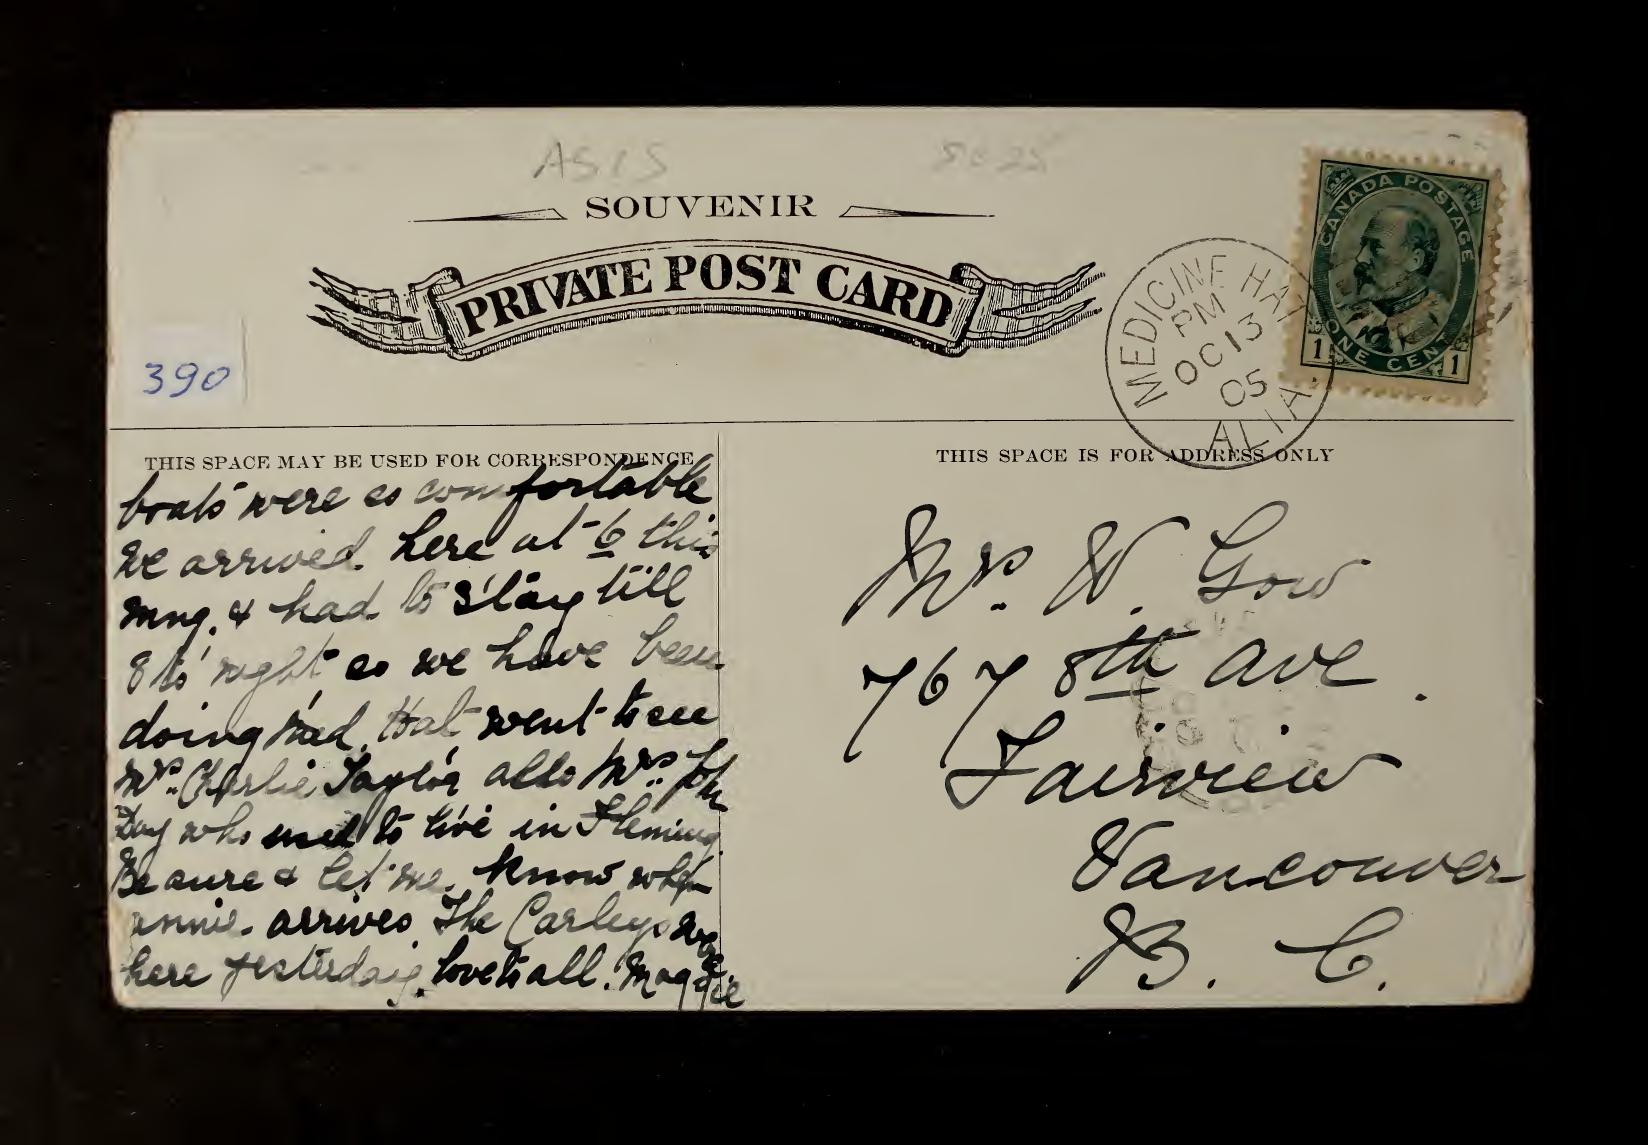 ASIS
SOUVENIR
PRIVATE POST CARD
CANADA POSTAGE
ONE CENT
1 1
MEDICINE HAT
PM
OC 13
05
ALTA
390
THIS SPACE MAY BE USED FOR CORRESPONDENCE
THIS SPACE IS FOR ADDRESS ONLY
boats were so comfortable
we arrived here at 6 this
mng. & had to stay till
8 to night so we have been
doing Med. Hat went to see
Mrs. Charlie Taylor also Mrs. John
Day who used to live in Fleming
Be sure & let me know when
annie arrives The Carleys were
here yesterday. love to all. Maggie
Mrs. W. Gow
767 8th ave.
Fairview
Vancouver
B. C.